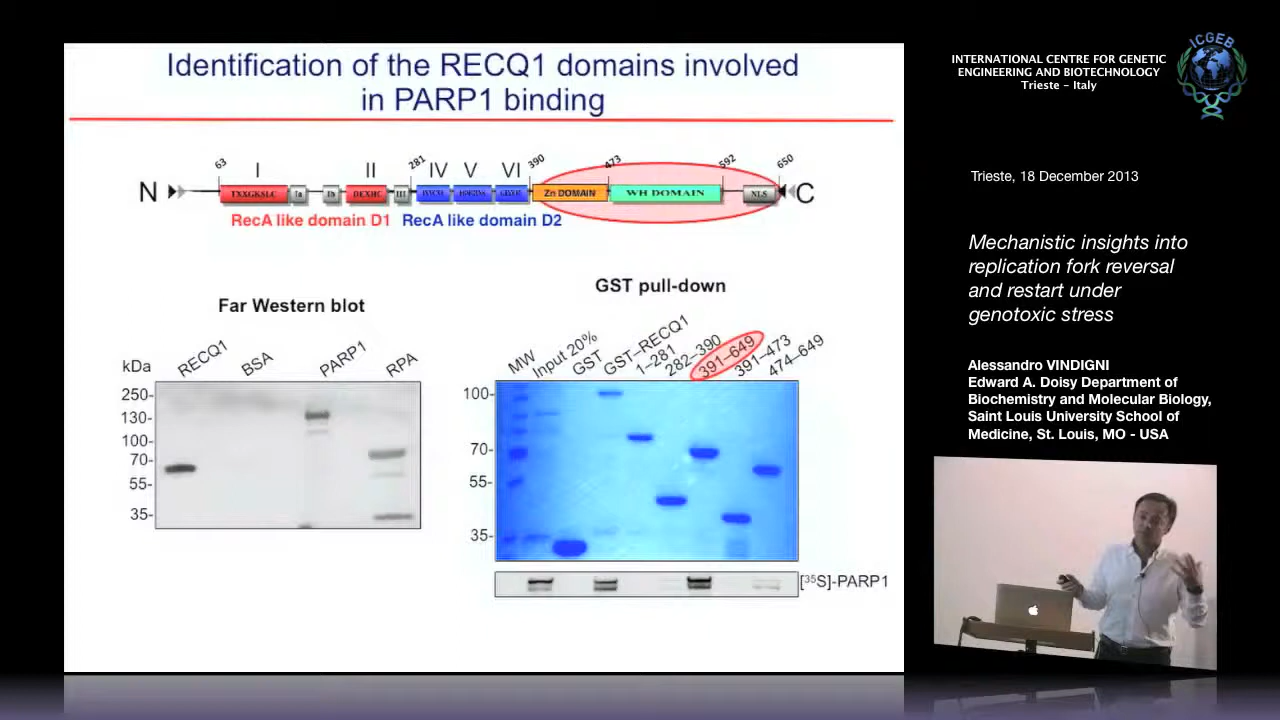 Identification of the RECQ1 domains involved
in PARP1 binding
63 281 390 473 592 650
I II IV V VI
N C
TXXGKSLC Ia Ib DEXHC III Zn DOMAIN WH DOMAIN NLS
RecA like domain D1 RecA like domain D2
Far Western blot
kDa RECQ1 BSA PARP1 RPA
250-
130-
100-
70-
55-
35-
GST pull-down
MW Input 20% GST GST–RECQ1 1–281 282–390 391–649 391–473 474–649
100-
70-
55-
35-
[35S]-PARP1
INTERNATIONAL CENTRE FOR GENETIC
ENGINEERING AND BIOTECHNOLOGY
Trieste – Italy
ICGEB
Trieste, 18 December 2013
Mechanistic insights into
replication fork reversal
and restart under
genotoxic stress
Alessandro VINDIGNI
Edward A. Doisy Department of
Biochemistry and Molecular Biology,
Saint Louis University School of
Medicine, St. Louis, MO - USA